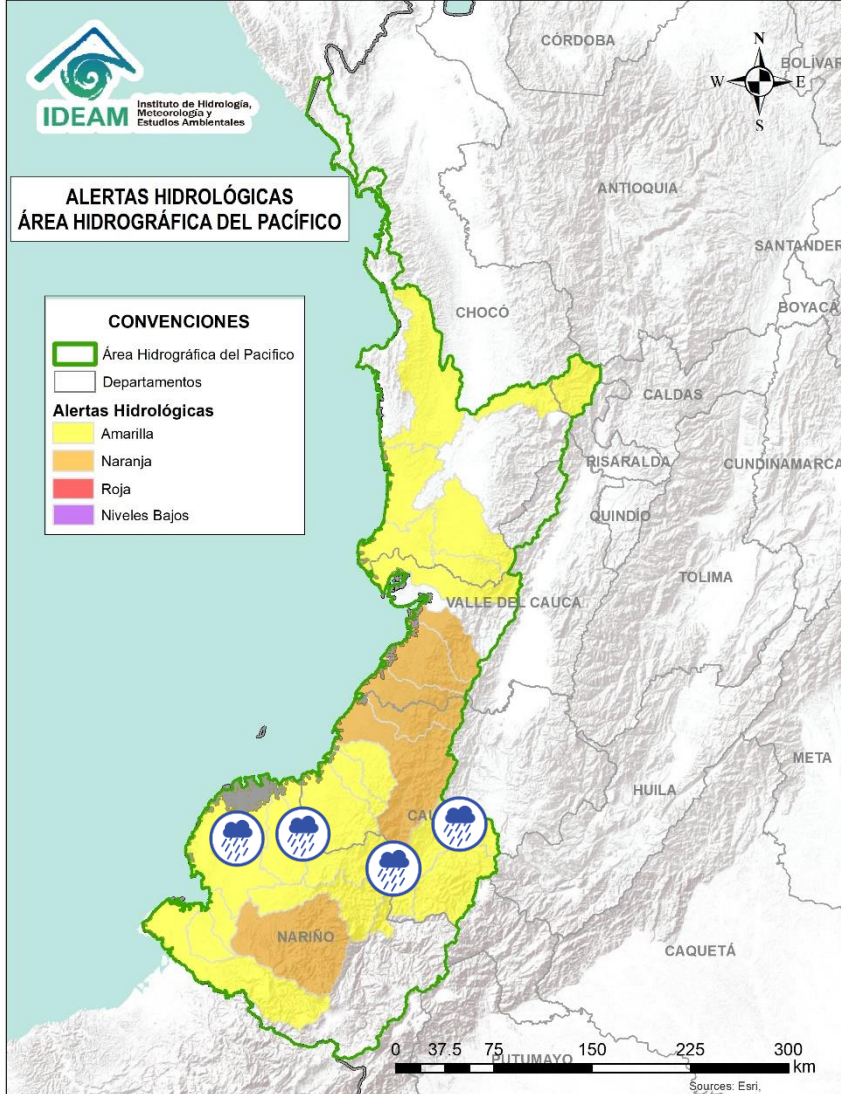 IDEAM
Instituto de Hidrología,
Meteorología y
Estudios Ambientales
ALERTAS HIDROLÓGICAS
ÁREA HIDROGRÁFICA DEL PACÍFICO
CONVENCIONES
Área Hidrográfica del Pacifico
Departamentos
Alertas Hidrológicas
Amarilla
Naranja
Roja
Niveles Bajos
N
W E
S
CÓRDOBA
BOLÍVAR
ANTIOQUIA
SANTANDER
BOYACÁ
CHOCÓ
CALDAS
RISARALDA
CUNDINAMARCA
QUINDÍO
TOLIMA
VALLE DEL CAUCA
META
HUILA
NARIÑO
CAQUETÁ
PUTUMAYO
0 37.5 75 150 225 300
km
Sources: Esri,